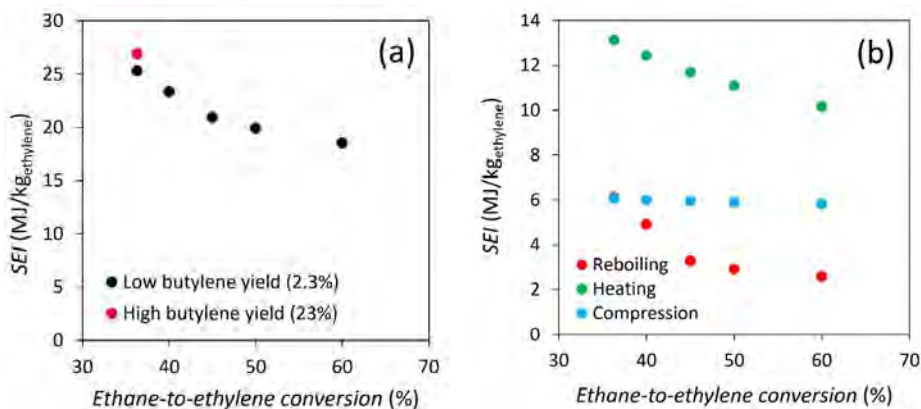 (a)
30
25
20
15
10
5
0
SEI (MJ/kgethylene)
Low butylene yield (2.3%)
High butylene yield (23%)
30 40 50 60 70
Ethane-to-ethylene conversion (%)
(b)
14
12
10
8
6
4
2
0
SEI (MJ/kgethylene)
Reboiling
Heating
Compression
30 40 50 60 70
Ethane-to-ethylene conversion (%)